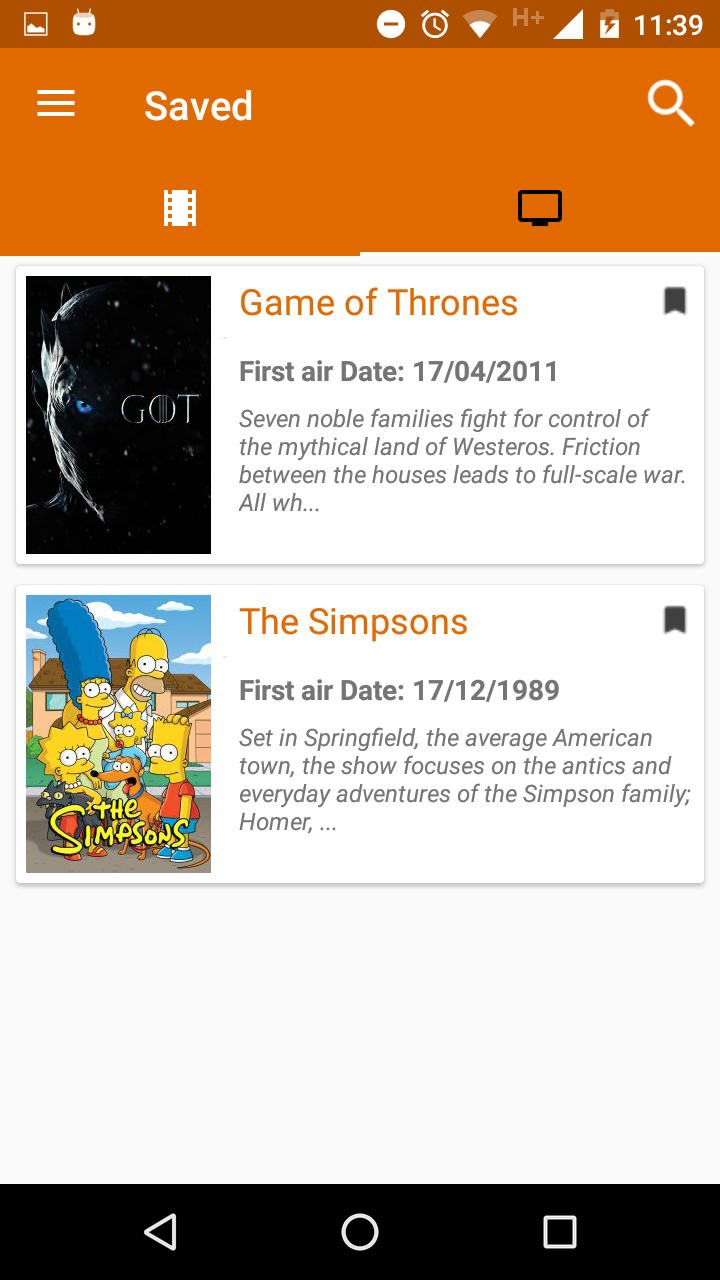 H+ 11:39
Saved
Game of Thrones
GOT
First air Date: 17/04/2011
Seven noble families fight for control of
the mythical land of Westeros. Friction
between the houses leads to full-scale war.
All wh...
The Simpsons
First air Date: 17/12/1989
Set in Springfield, the average American
town, the show focuses on the antics and
everyday adventures of the Simpson family;
Homer, ...
THE
SIMPSONS